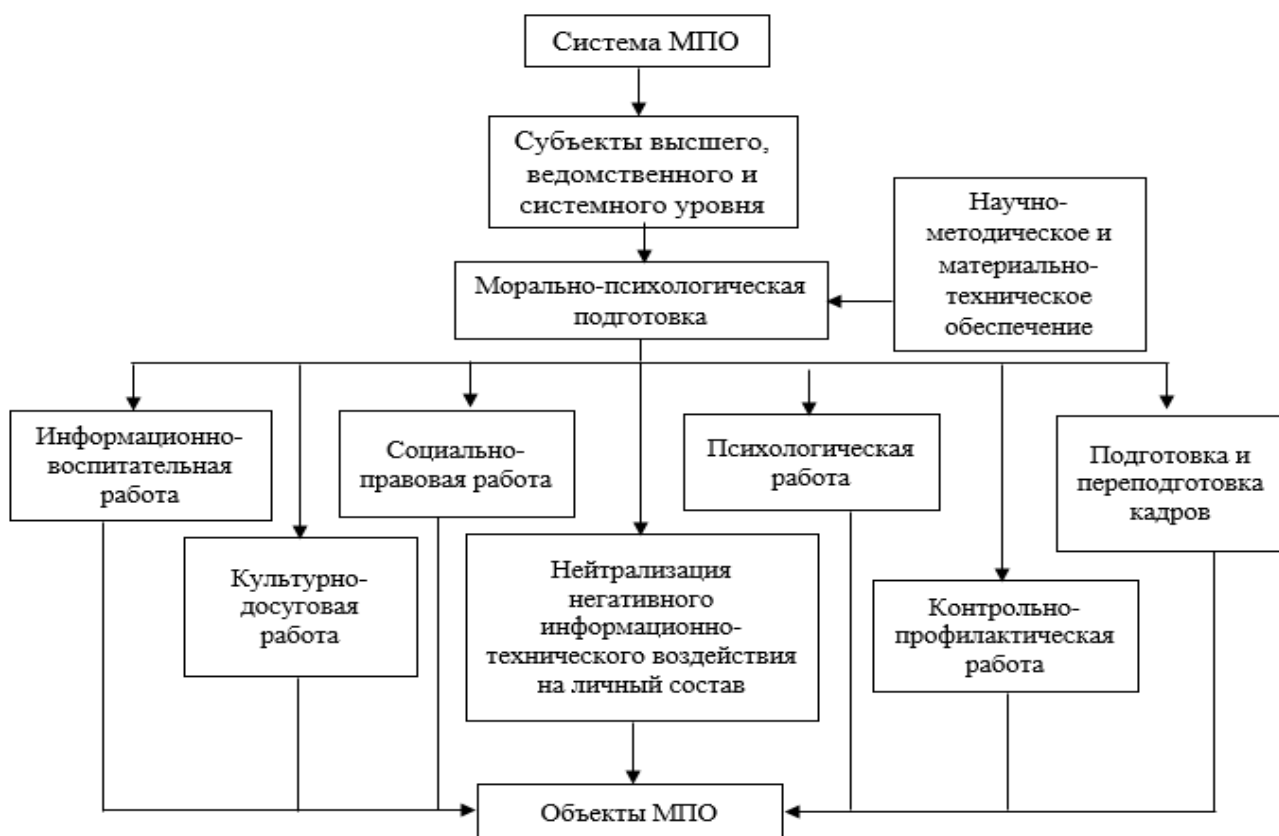 Система МПО
Субъекты высшего,
ведомственного и
системного уровня
Научно-
методическое и
материально-
техническое
обеспечение
Морально-психологическая
подготовка
Информационно-
воспитательная
работа
Социально-
правовая работа
Психологическая
работа
Подготовка и
переподготовка
кадров
Культурно-
досуговая
работа
Нейтрализация
негативного
информационно-
технического воздействия
на личный состав
Контрольно-
профилактическая
работа
Объекты МПО